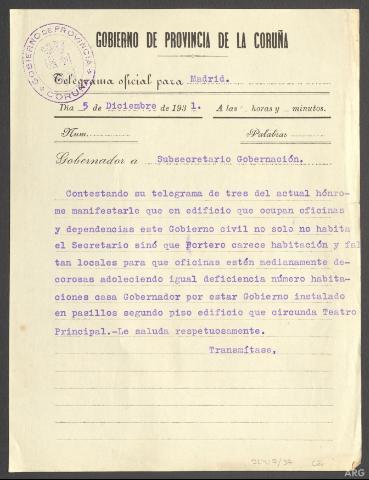 GOBIERNO DE PROVINCIA DE LA CORUÑA
GOBIERNO DE PROVINCIA
CORUÑA
Telegrama oficial para Madrid.
Día 5 de Diciembre de 1931. A las horas y minutos.
Núm. Palabras
Gobernador a Subsecretario Gobernación.
Contestando su telegrama de tres del actual hónro-
me manifestarle que en edificio que ocupan oficinas
y dependencias este Gobierno civil no solo no habita
el Secretario sinó que Portero carece habitación y fal
tan locales para que oficinas estén medianamente de-
corosas adoleciendo igual deficiencia número habita-
ciones casa Gobernador por estar Gobierno instalado
en pasillos segundo piso edificio que circunda Teatro
Principal.-Le saluda respetuosamente.
Transmítase,
ARG